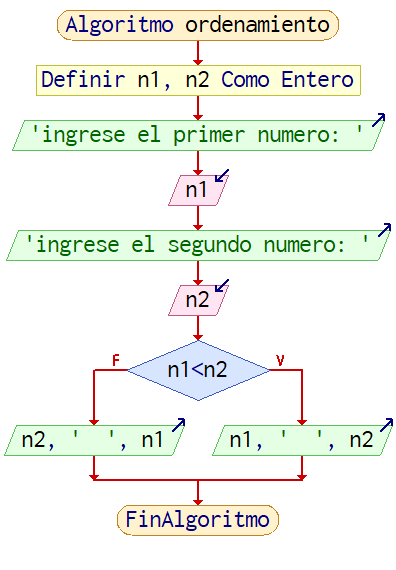 Algoritmo ordenamiento
Definir n1, n2 Como Entero
'ingrese el primer numero: '
n1
'ingrese el segundo numero: '
n2
F
V
n1<n2
n2, '  ', n1
n1, '  ', n2
FinAlgoritmo